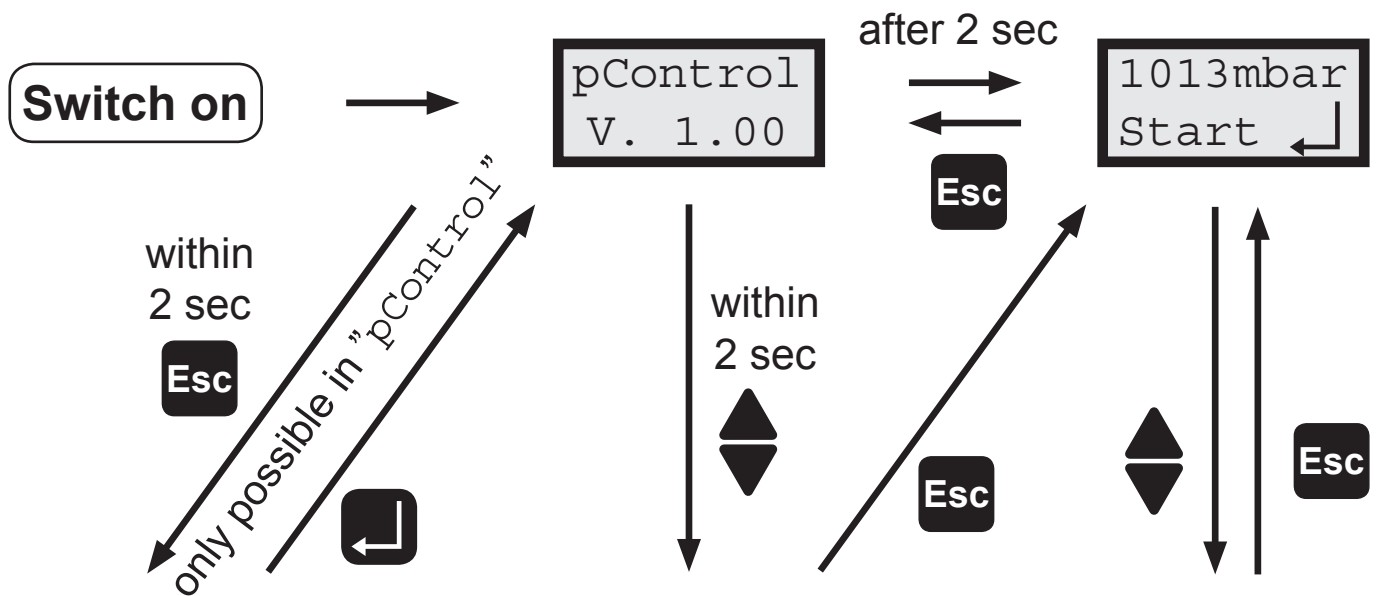 after 2 sec
Switch on
pControl
V. 1.00
1013mbar
Start
Esc
within
2 sec
Esc
only possible in ”pControl”
within
2 sec
Esc
Esc